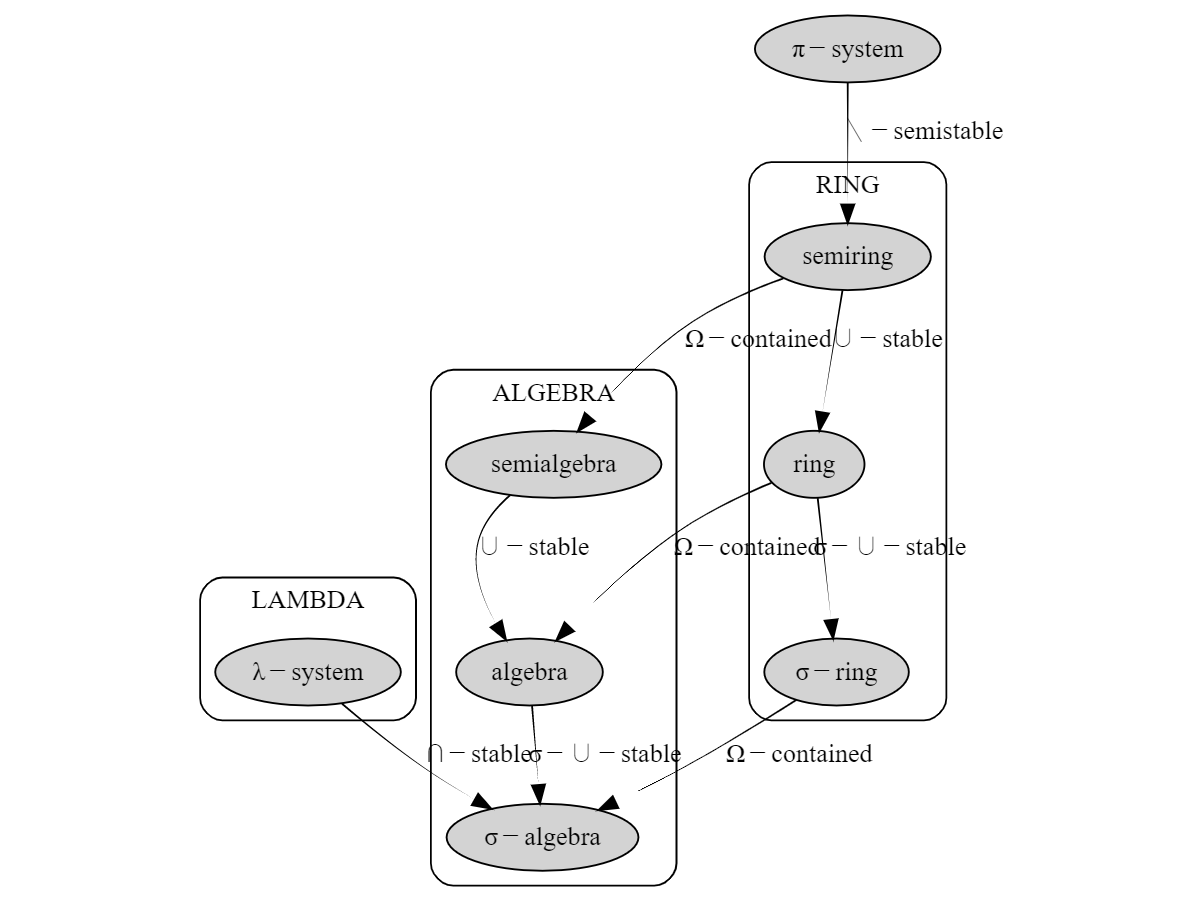 π − system
∖ − semistable
RING
semiring
Ω − contained
∪ − stable
ALGEBRA
semialgebra
ring
∪ − stable
Ω − contained
σ − ∪ − stable
LAMBDA
λ − system
algebra
σ − ring
∩ − stable
σ − ∪ − stable
Ω − contained
σ − algebra